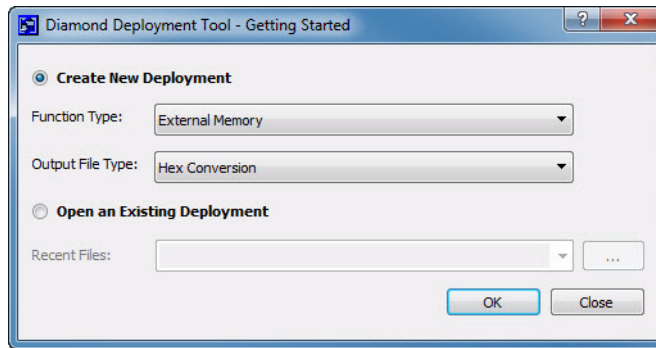 Diamond Deployment Tool - Getting Started
Create New Deployment
Function Type: External Memory
Output File Type: Hex Conversion
Open an Existing Deployment
Recent Files: ...
OK Close